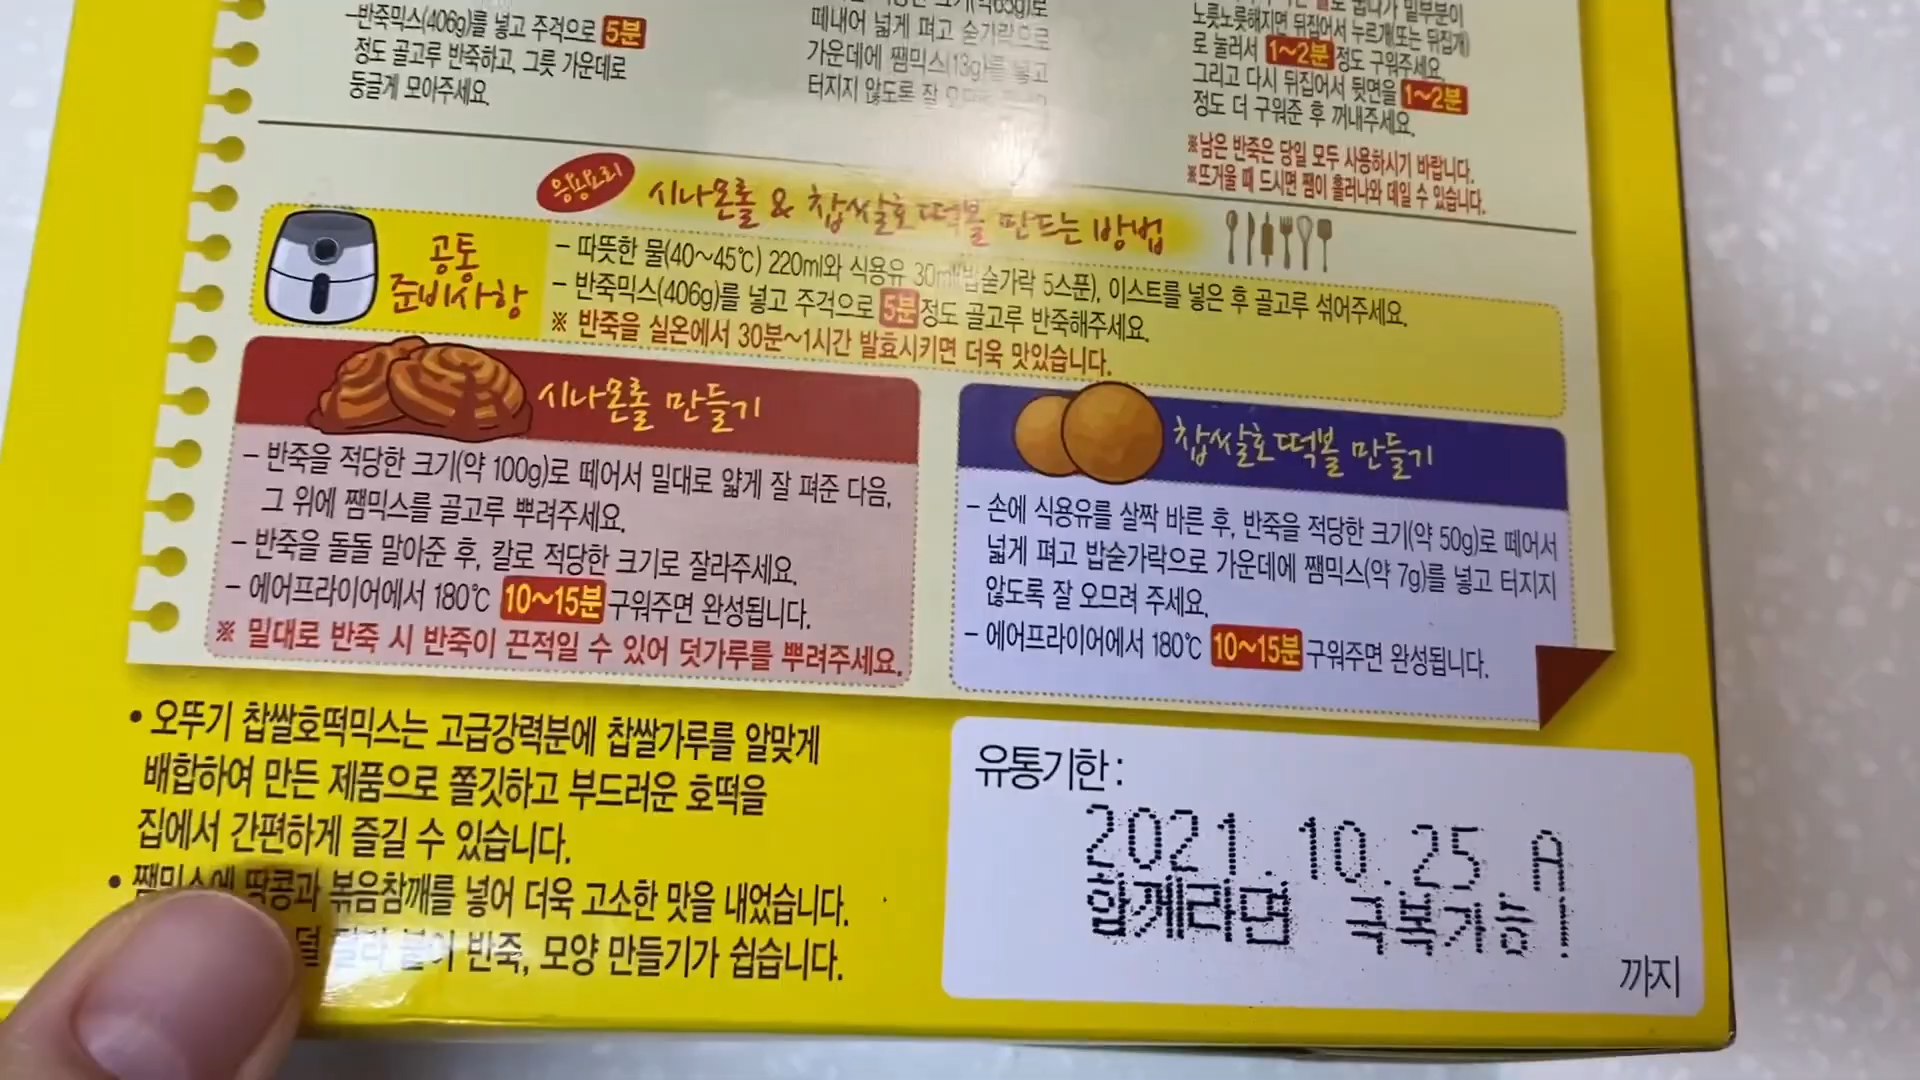 -반죽믹스(406g)를 넣고 주걱으로 5분
정도 골고루 반죽하고, 그릇 가운데로
둥글게 모아주세요.
떼내어 넓게 펴고 숟가락으로
가운데에 쨈믹스(13g)를 넣고
터지지 않도록 잘
노릇노릇해지면 뒤집어서 누르개(또는 뒤집개)
로 눌러서 1~2분 정도 구워주세요.
그리고 다시 뒤집어서 뒷면을 1~2분
정도 더 구워준 후 꺼내주세요.
※남은 반죽은 당일 모두 사용하시기 바랍니다.
※뜨거울 때 드시면 쨈이 흘러나와 데일 수 있습니다.
응용요리 시나몬롤 & 찹쌀호떡볼 만드는 방법
공통
준비사항
- 따뜻한 물(40~45℃) 220ml와 식용유 30ml(밥숟가락 5스푼), 이스트를 넣은 후 골고루 섞어주세요.
- 반죽믹스(406g)를 넣고 주걱으로 5분정도 골고루 반죽해주세요.
※ 반죽을 실온에서 30분~1시간 발효시키면 더욱 맛있습니다.
시나몬롤 만들기
- 반죽을 적당한 크기(약 100g)로 떼어서 밀대로 얇게 잘 펴준 다음,
그 위에 쨈믹스를 골고루 뿌려주세요.
- 반죽을 돌돌 말아준 후, 칼로 적당한 크기로 잘라주세요.
- 에어프라이어에서 180℃ 10~15분 구워주면 완성됩니다.
※ 밀대로 반죽 시 반죽이 끈적일 수 있어 덧가루를 뿌려주세요.
찹쌀호떡볼 만들기
- 손에 식용유를 살짝 바른 후, 반죽을 적당한 크기(약 50g)로 떼어서
넓게 펴고 밥숟가락으로 가운데에 쨈믹스(약 7g)를 넣고 터지지
않도록 잘 오므려 주세요.
- 에어프라이어에서 180℃ 10~15분 구워주면 완성됩니다.
• 오뚜기 찹쌀호떡믹스는 고급강력분에 찹쌀가루를 알맞게
배합하여 만든 제품으로 쫄깃하고 부드러운 호떡을
집에서 간편하게 즐길 수 있습니다.
• 쨈믹스에 땅콩과 볶음참깨를 넣어 더욱 고소한 맛을 내었습니다.
반죽, 모양 만들기가 쉽습니다.
유통기한 :
2021.10.25 A
함께라면 극복가능!
까지